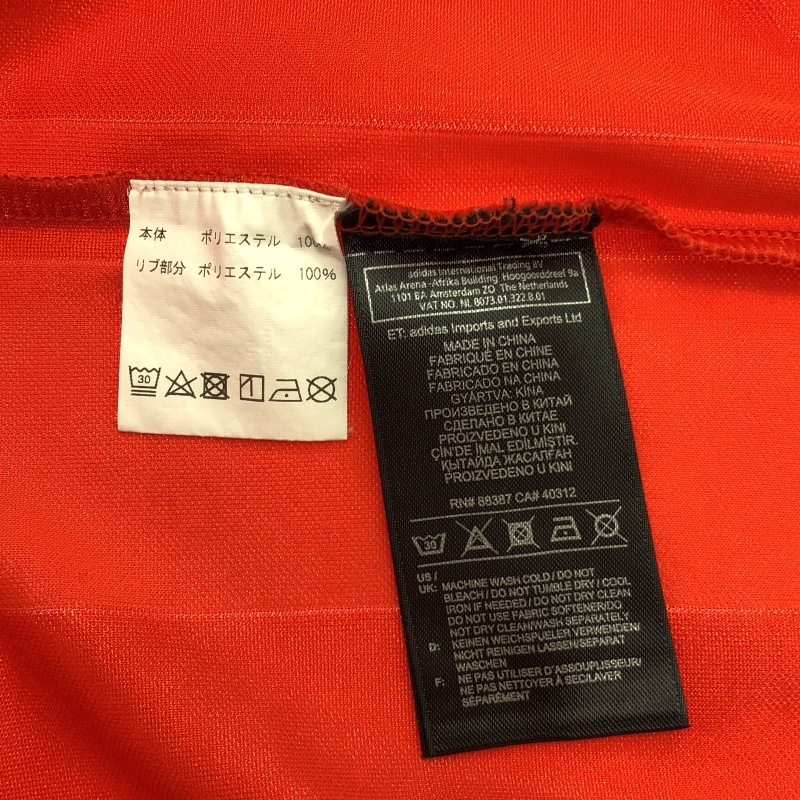 本体 ポリエステル 100%
リブ部分 ポリエステル 100%
30
adidas International Trading BV
Atlas Arena - Afrika Building Hoogoorddreef 9a
1101 BA Amsterdam ZO The Netherlands
VAT NO. NL 8073.01.322.B.01
ET: adidas Imports and Exports Ltd
MADE IN CHINA
FABRIQUÉ EN CHINE
FABRICADO EN CHINA
FABRICADO NA CHINA
GYÁRTVA: KÍNA
ПРОИЗВЕДЕНО В КИТАЙ
СДЕЛАНО В КИТАЕ
PROIZVEDENO U KINI
ÇİN'DE İMAL EDİLMİŞTİR.
ҚЫТАЙДА ЖАСАЛҒАН
PROIZVEDENO U KINI
RN# 88387 CA# 40312
30
US /
UK: MACHINE WASH COLD / DO NOT
BLEACH / DO NOT TUMBLE DRY / COOL
IRON IF NEEDED / DO NOT DRY CLEAN
DO NOT USE FABRIC SOFTENER/DO
NOT DRY CLEAN/WASH SEPARATELY
D: KEINEN WEICHSPUELER VERWENDEN/
NICHT REINIGEN LASSEN/SEPARAT
WASCHEN
F: NE PAS UTILISER D'ASSOUPLISSEUR/
NE PAS NETTOYER À SEC/LAVER
SÉPARÉMENT